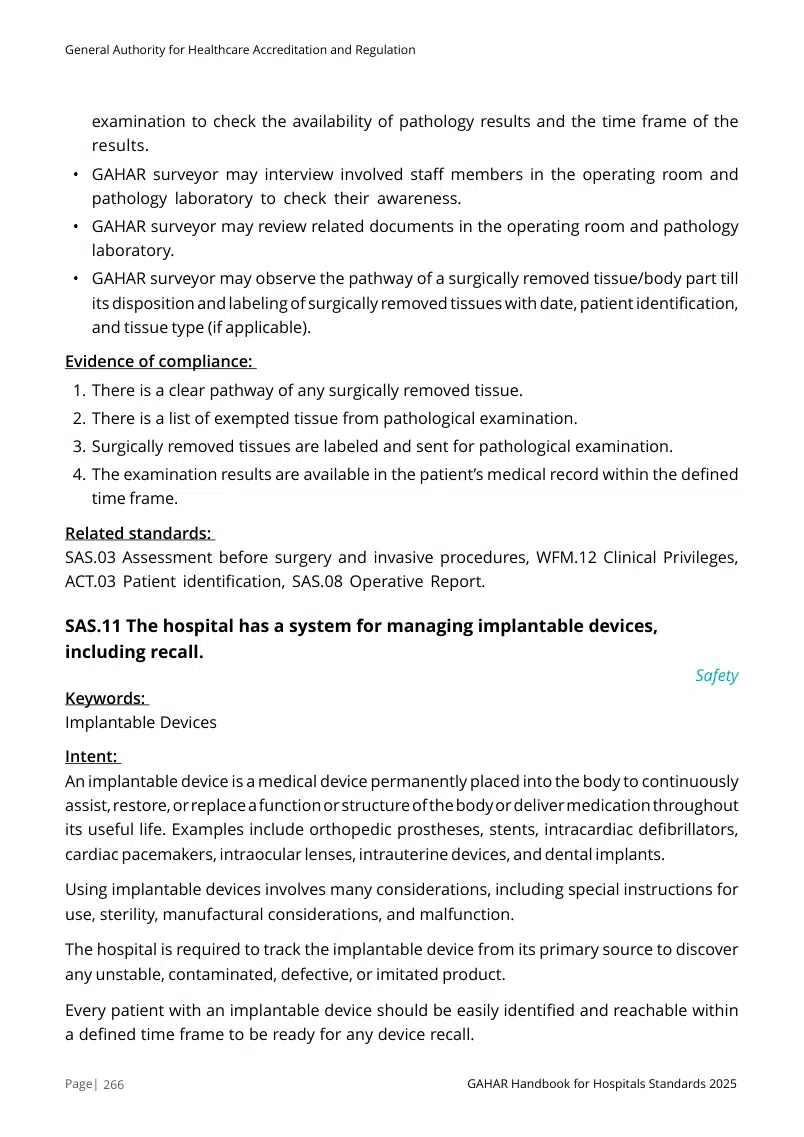 General Authority for Healthcare Accreditation and Regulation
examination to check the availability of pathology results and the time frame of the
results.
• GAHAR surveyor may interview involved staff members in the operating room and
pathology laboratory to check their awareness.
• GAHAR surveyor may review related documents in the operating room and pathology
laboratory.
• GAHAR surveyor may observe the pathway of a surgically removed tissue/body part till
its disposition and labeling of surgically removed tissues with date, patient identification,
and tissue type (if applicable).
Evidence of compliance:
1. There is a clear pathway of any surgically removed tissue.
2. There is a list of exempted tissue from pathological examination.
3. Surgically removed tissues are labeled and sent for pathological examination.
4. The examination results are available in the patient’s medical record within the defined
time frame.
Related standards:
SAS.03 Assessment before surgery and invasive procedures, WFM.12 Clinical Privileges,
ACT.03 Patient identification, SAS.08 Operative Report.
SAS.11 The hospital has a system for managing implantable devices,
including recall.
Safety
Keywords:
Implantable Devices
Intent:
An implantable device is a medical device permanently placed into the body to continuously
assist, restore, or replace a function or structure of the body or deliver medication throughout
its useful life. Examples include orthopedic prostheses, stents, intracardiac defibrillators,
cardiac pacemakers, intraocular lenses, intrauterine devices, and dental implants.
Using implantable devices involves many considerations, including special instructions for
use, sterility, manufactural considerations, and malfunction.
The hospital is required to track the implantable device from its primary source to discover
any unstable, contaminated, defective, or imitated product.
Every patient with an implantable device should be easily identified and reachable within
a defined time frame to be ready for any device recall.
Page| 266
GAHAR Handbook for Hospitals Standards 2025